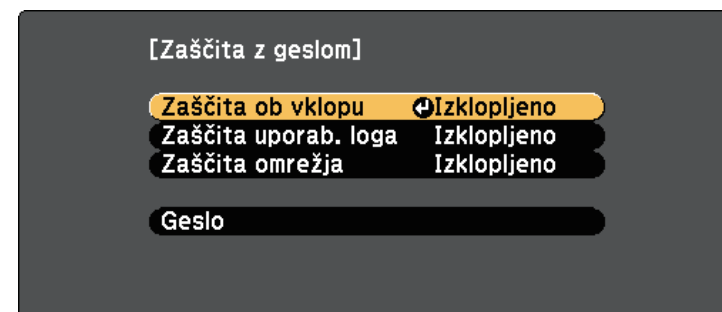 [Zaščita z geslom]
Zaščita ob vklopu Izklopljeno
Zaščita uporab. loga Izklopljeno
Zaščita omrežja Izklopljeno
Geslo